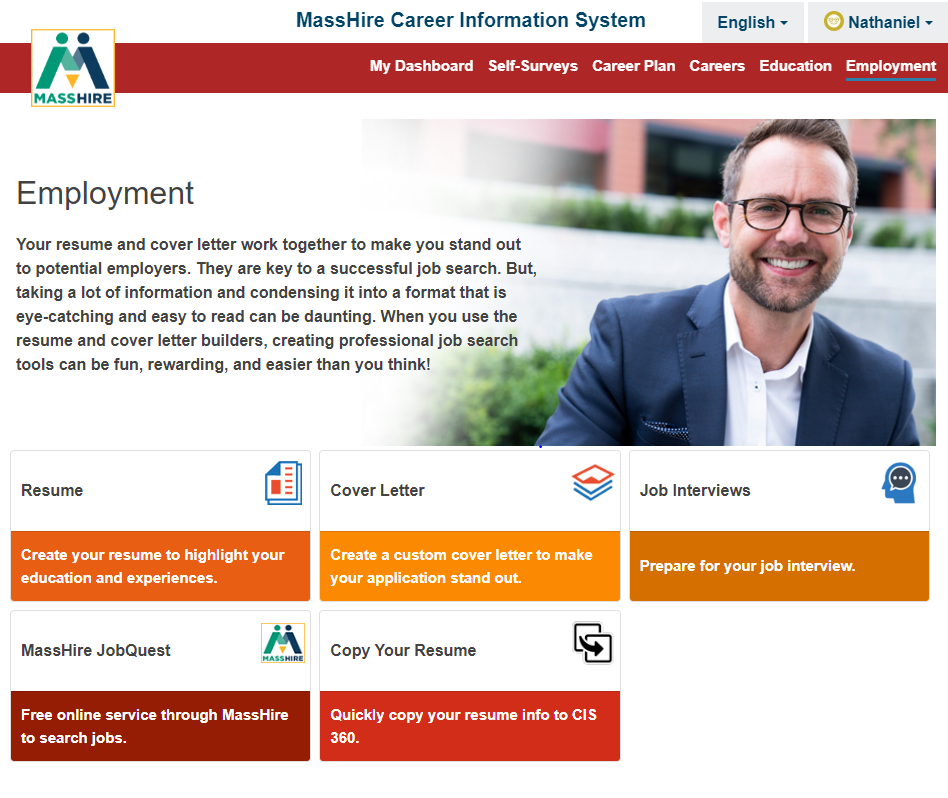 MassHire Career Information System
English
Nathaniel
MASSHIRE
My Dashboard Self-Surveys Career Plan Careers Education Employment
Employment
Your resume and cover letter work together to make you stand out
to potential employers. They are key to a successful job search. But,
taking a lot of information and condensing it into a format that is
eye-catching and easy to read can be daunting. When you use the
resume and cover letter builders, creating professional job search
tools can be fun, rewarding, and easier than you think!
Resume
Create your resume to highlight your
education and experiences.
Cover Letter
Create a custom cover letter to make
your application stand out.
Job Interviews
Prepare for your job interview.
MassHire JobQuest
MASSHIRE
Free online service through MassHire
to search jobs.
Copy Your Resume
Quickly copy your resume info to CIS
360.